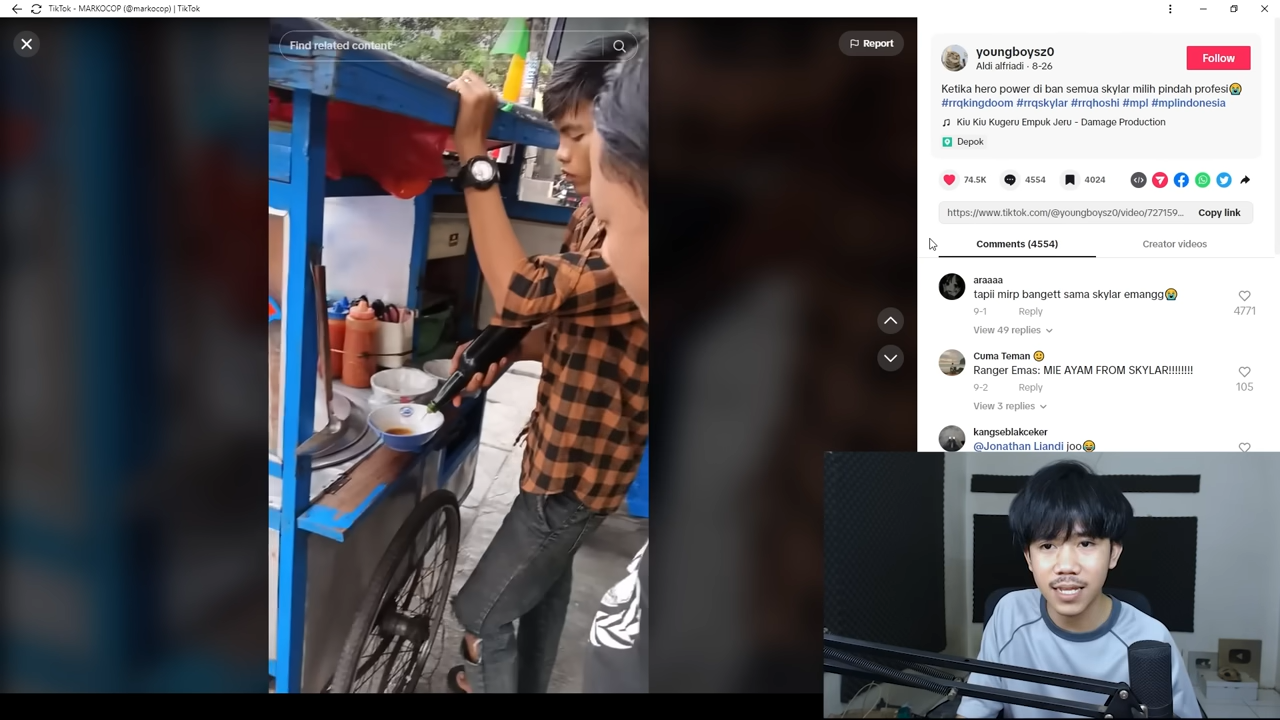 TikTok - MARKOCOP (@markocop) | TikTok
Find related content
Report
youngboysz0
Aldi alfriadi · 8-26
Follow
Ketika hero power di ban semua skylar milih pindah profesi😭
#rrqkingdoom #rrqskylar #rrqhoshi #mpl #mplindonesia
Kiu Kiu Kugeru Empuk Jeru - Damage Production
Depok
74.5K
4554
4024
https://www.tiktok.com/@youngboysz0/video/727159...
Copy link
Comments (4554)
Creator videos
araaaa
tapii mirp bangett sama skylar emangg😭
9-1
Reply
4771
View 49 replies
Cuma Teman
Ranger Emas: MIE AYAM FROM SKYLAR!!!!!!!!
9-2
Reply
105
View 3 replies
kangseblakceker
@Jonathan Liandi joo😆